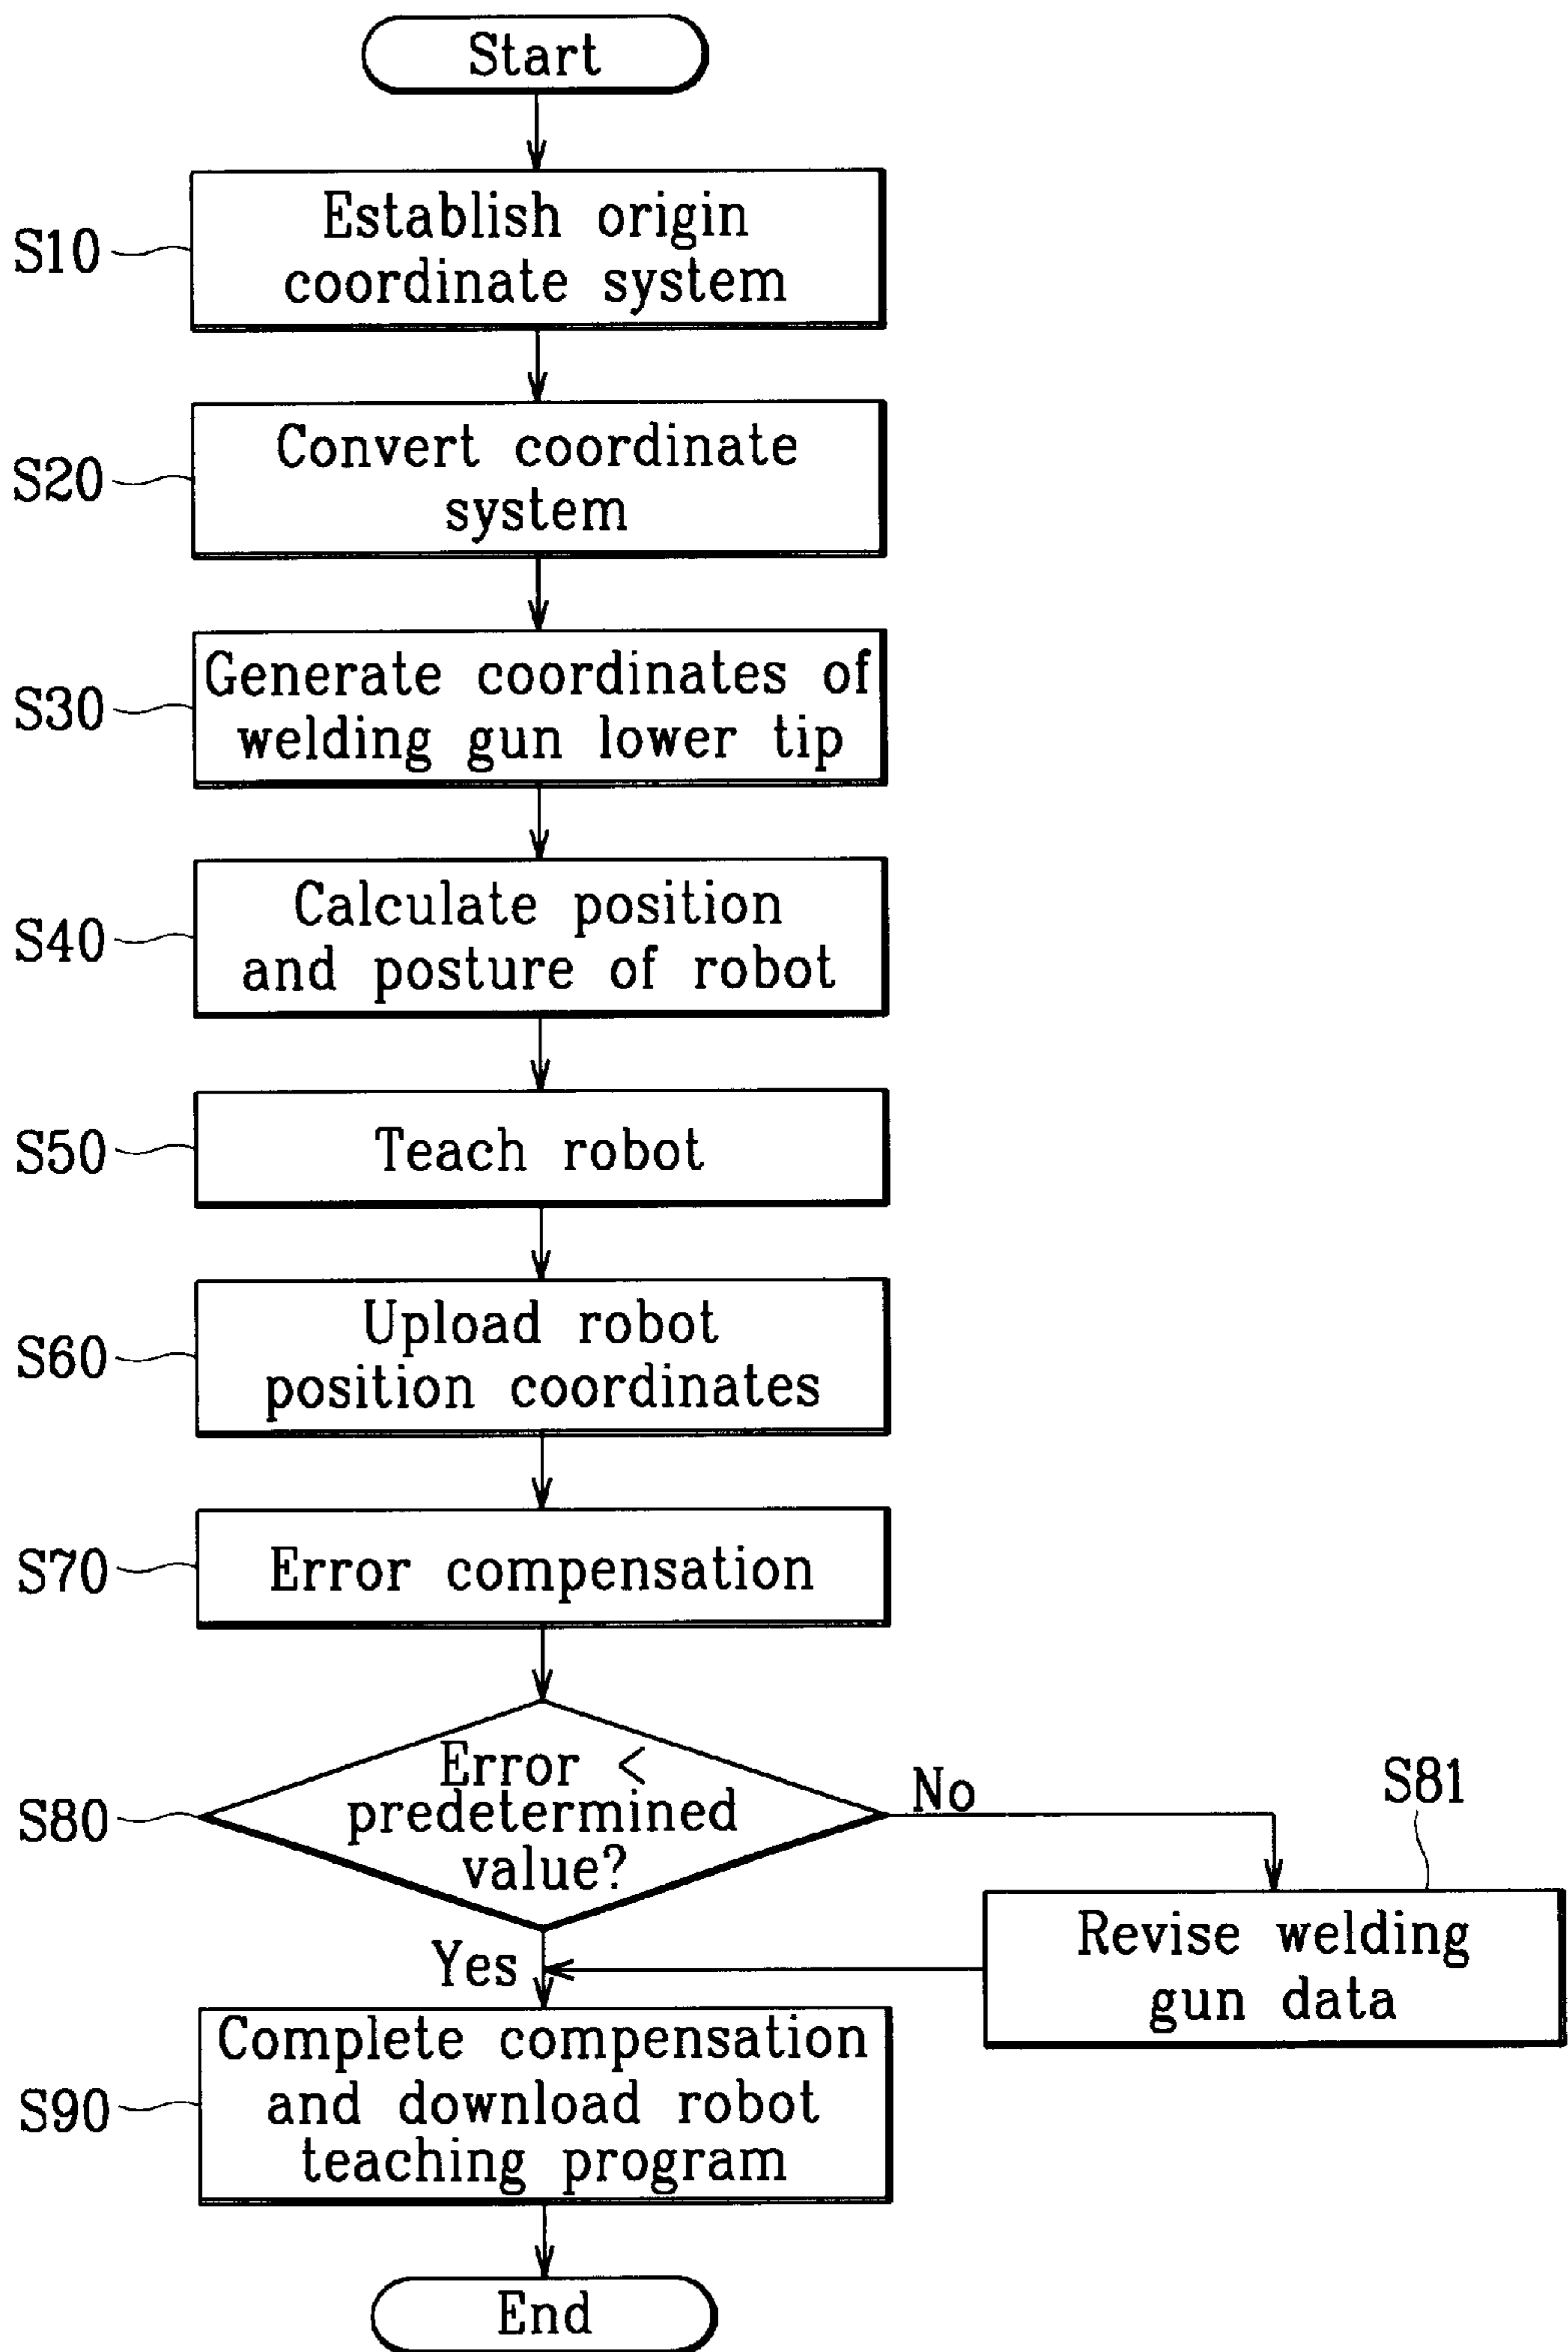 Start
S10
Establish origin
coordinate system
S20
Convert coordinate
system
S30
Generate coordinates of
welding gun lower tip
S40
Calculate position
and posture of robot
S50
Teach robot
S60
Upload robot
position coordinates
S70
Error compensation
S80
Error <
predetermined
value?
No
S81
Revise welding
gun data
Yes
S90
Complete compensation
and download robot
teaching program
End